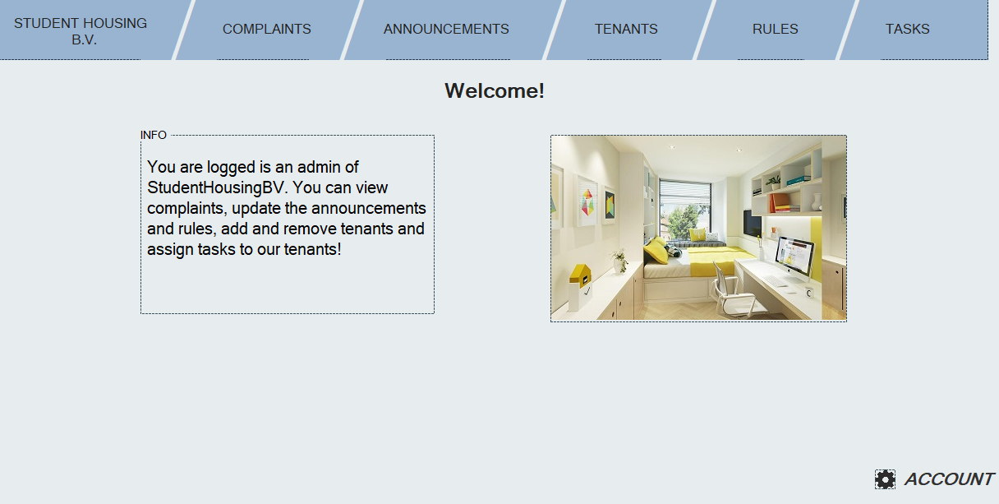 STUDENT HOUSING
B.V.
COMPLAINTS
ANNOUNCEMENTS
TENANTS
RULES
TASKS
Welcome!
INFO
You are logged is an admin of
StudentHousingBV. You can view
complaints, update the announcements
and rules, add and remove tenants and
assign tasks to our tenants!
ACCOUNT